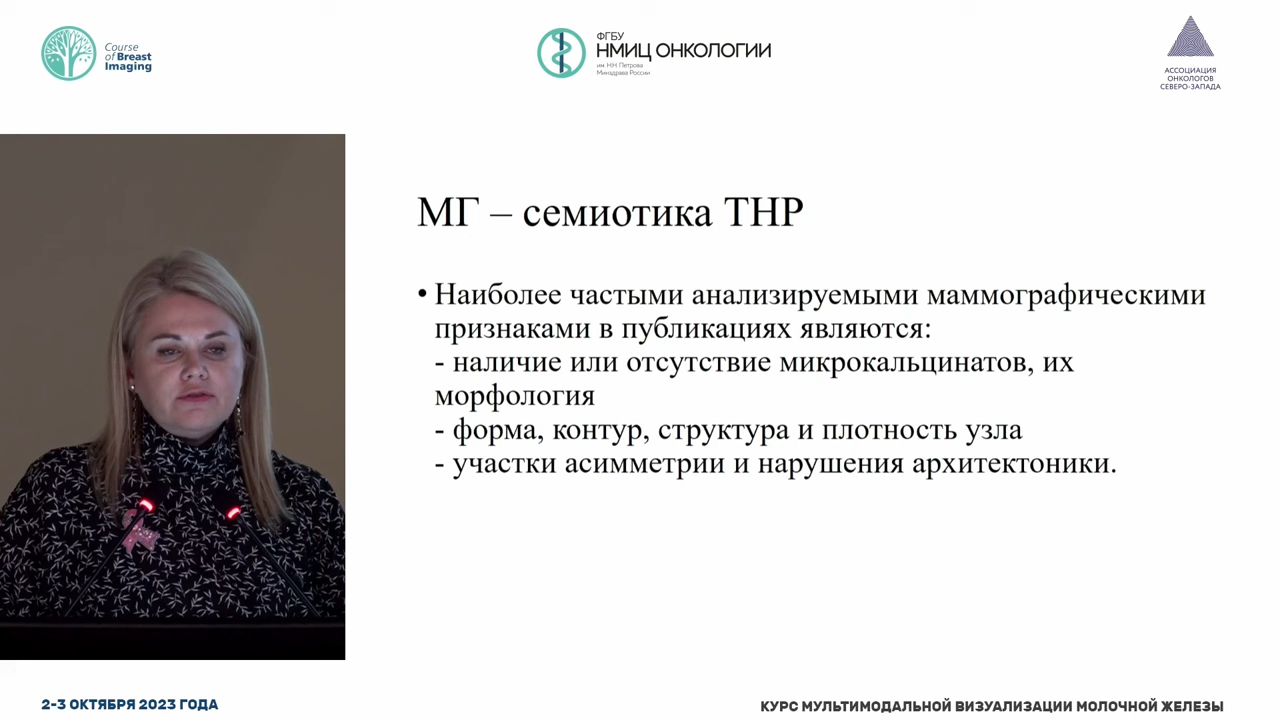 Course
of Breast
Imaging
ФГБУ
НМИЦ ОНКОЛОГИИ
им. Н.Н. Петрова
Минздрава России
АССОЦИАЦИЯ
ОНКОЛОГОВ
СЕВЕРО-ЗАПАДА
МГ – семиотика ТНР
• Наиболее частыми анализируемыми маммографическими
признаками в публикациях являются:
- наличие или отсутствие микрокальцинатов, их
морфология
- форма, контур, структура и плотность узла
- участки асимметрии и нарушения архитектоники.
2-3 ОКТЯБРЯ 2023 ГОДА
КУРС МУЛЬТИМОДАЛЬНОЙ ВИЗУАЛИЗАЦИИ МОЛОЧНОЙ ЖЕЛЕЗЫ